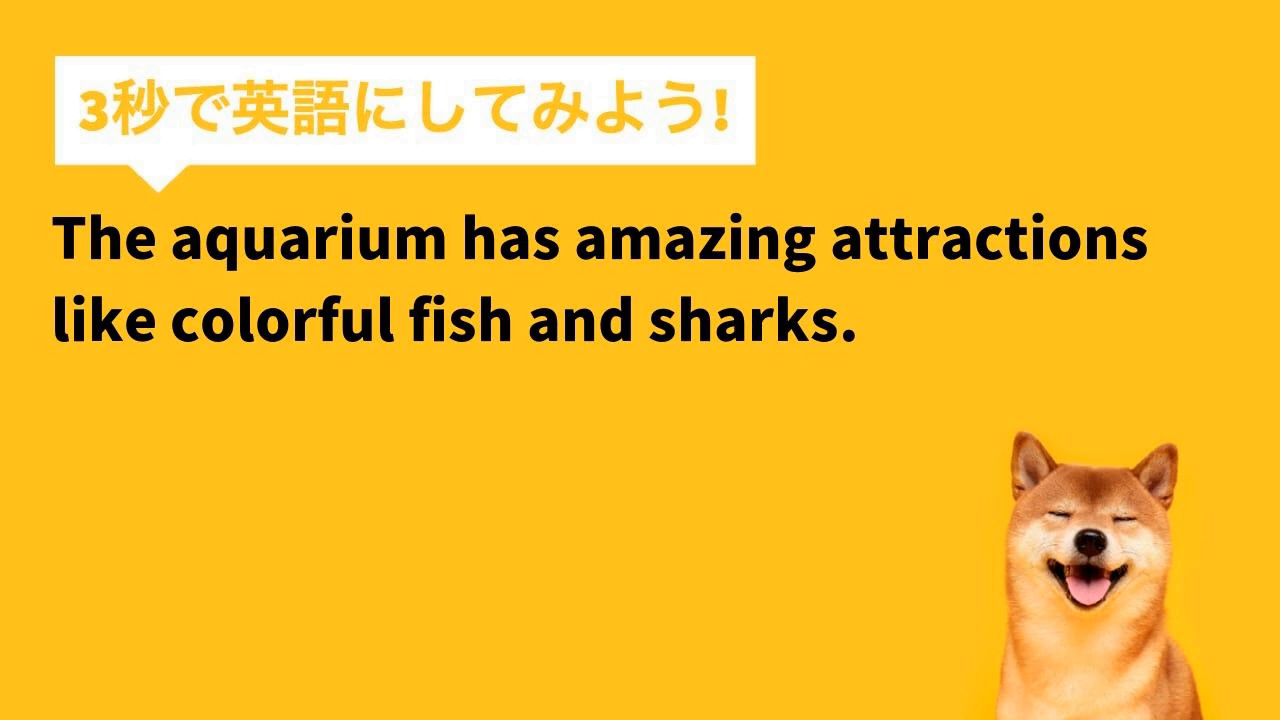 3秒で英語にしてみよう!
The aquarium has amazing attractions
like colorful fish and sharks.